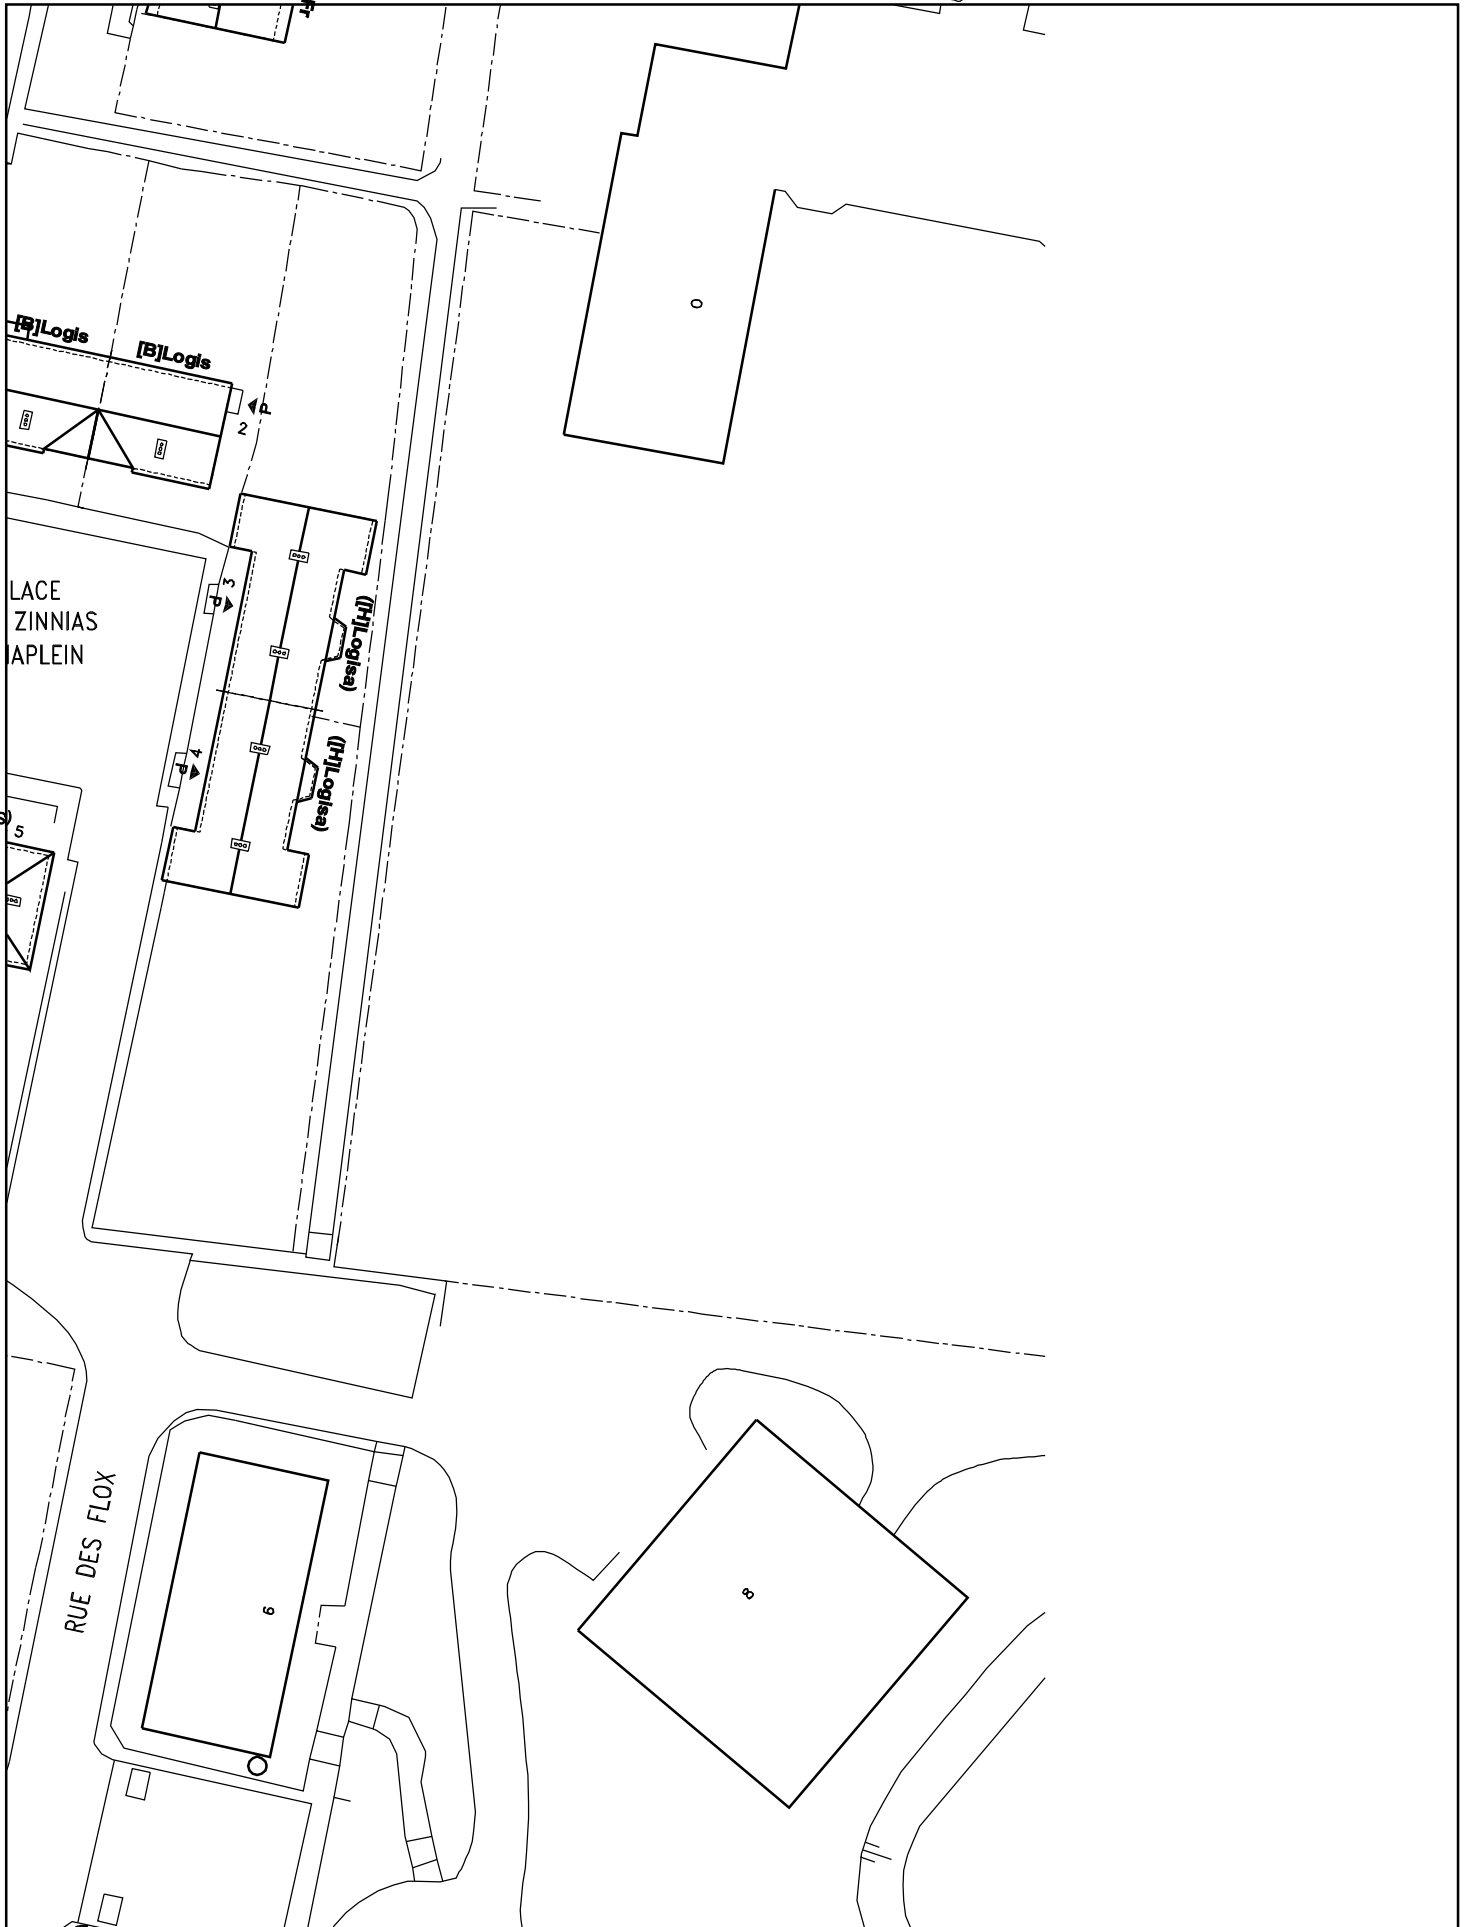 [B]Logis
[B]Logis
P
2
0
3
P
([H]Logisa)
LACE
ZINNIAS
IAPLEIN
4
P
([H]Logisa)
s)
5
RUE DES FLOX
6
8